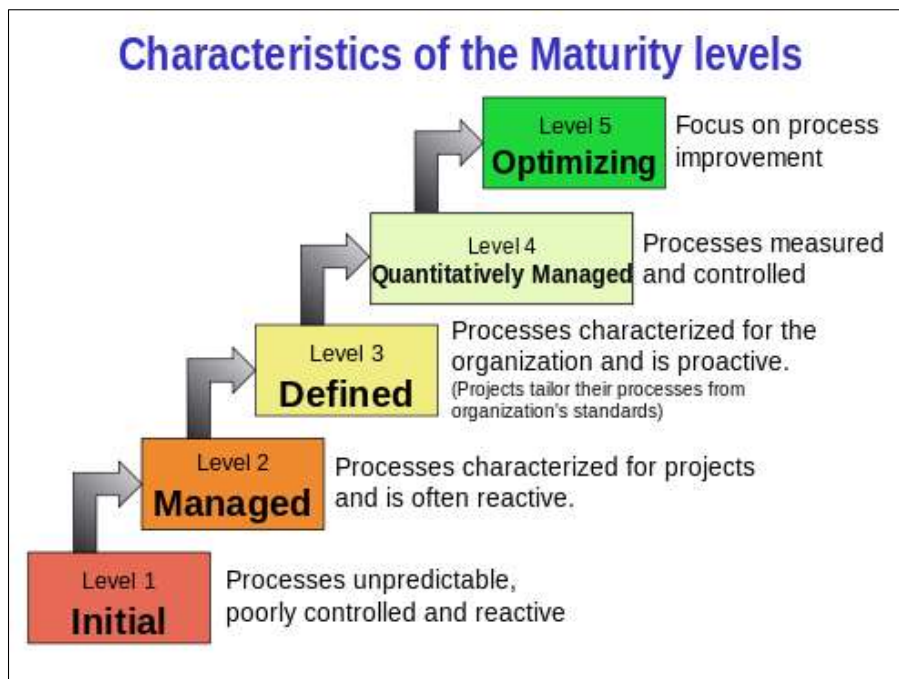 Characteristics of the Maturity levels
Level 5
Optimizing
Focus on process
improvement
Level 4
Quantitatively Managed
Processes measured
and controlled
Level 3
Defined
Processes characterized for the
organization and is proactive.
(Projects tailor their processes from
organization's standards)
Level 2
Managed
Processes characterized for projects
and is often reactive.
Level 1
Initial
Processes unpredictable,
poorly controlled and reactive